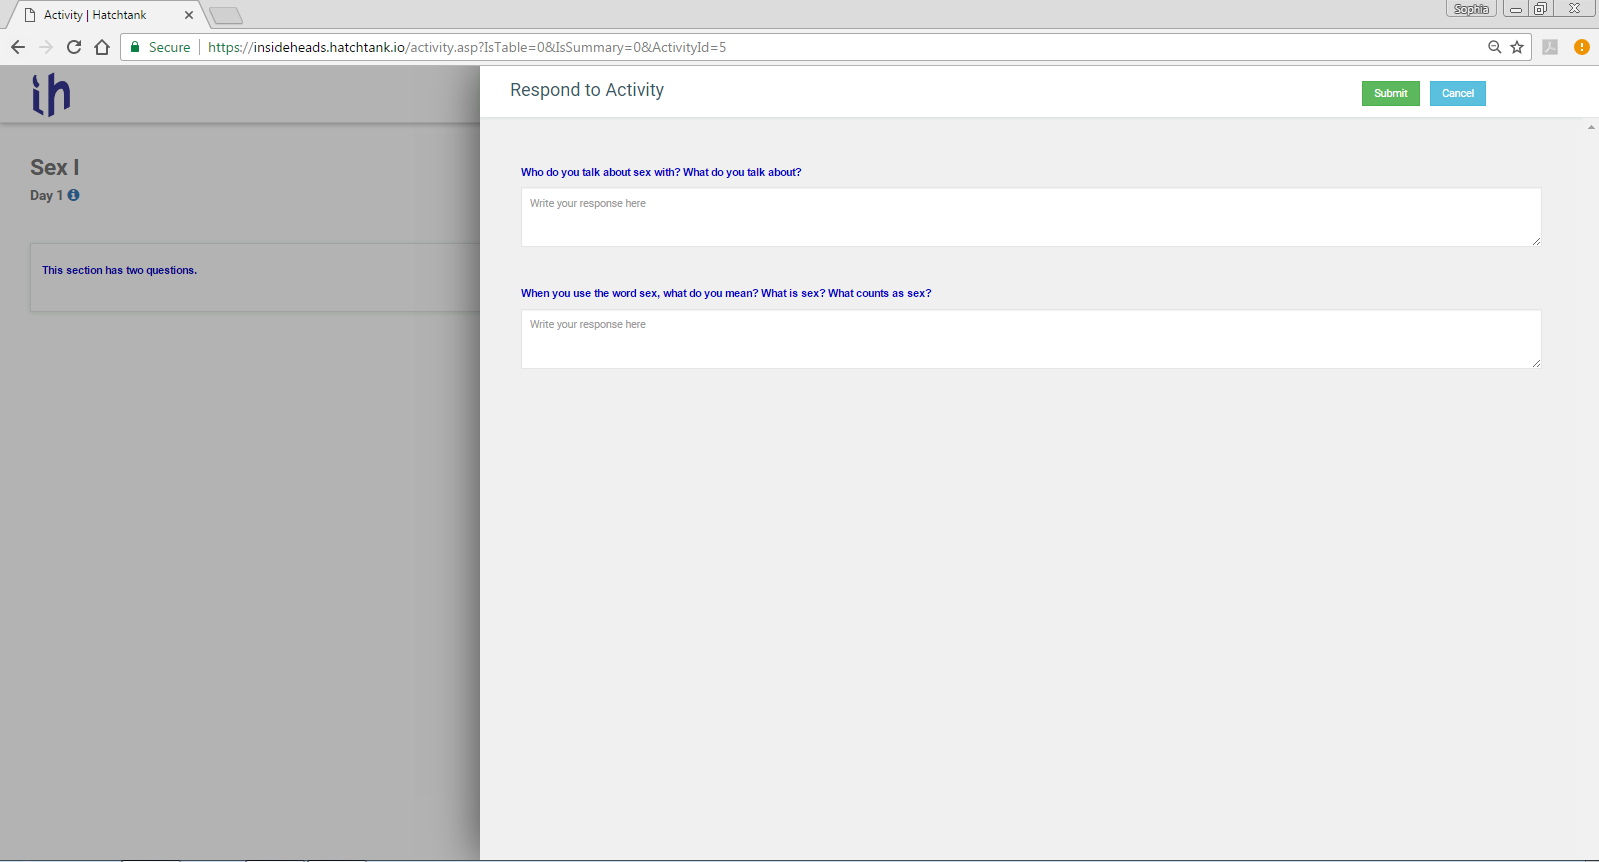 Activity | Hatchtank
Sophia
Secure https://insideheads.hatchtank.io/activity.asp?IsTable=0&IsSummary=0&ActivityId=5
ih
Respond to Activity
Submit
Cancel
Sex I
Day 1
This section has two questions.
Who do you talk about sex with? What do you talk about?
Write your response here
When you use the word sex, what do you mean? What is sex? What counts as sex?
Write your response here